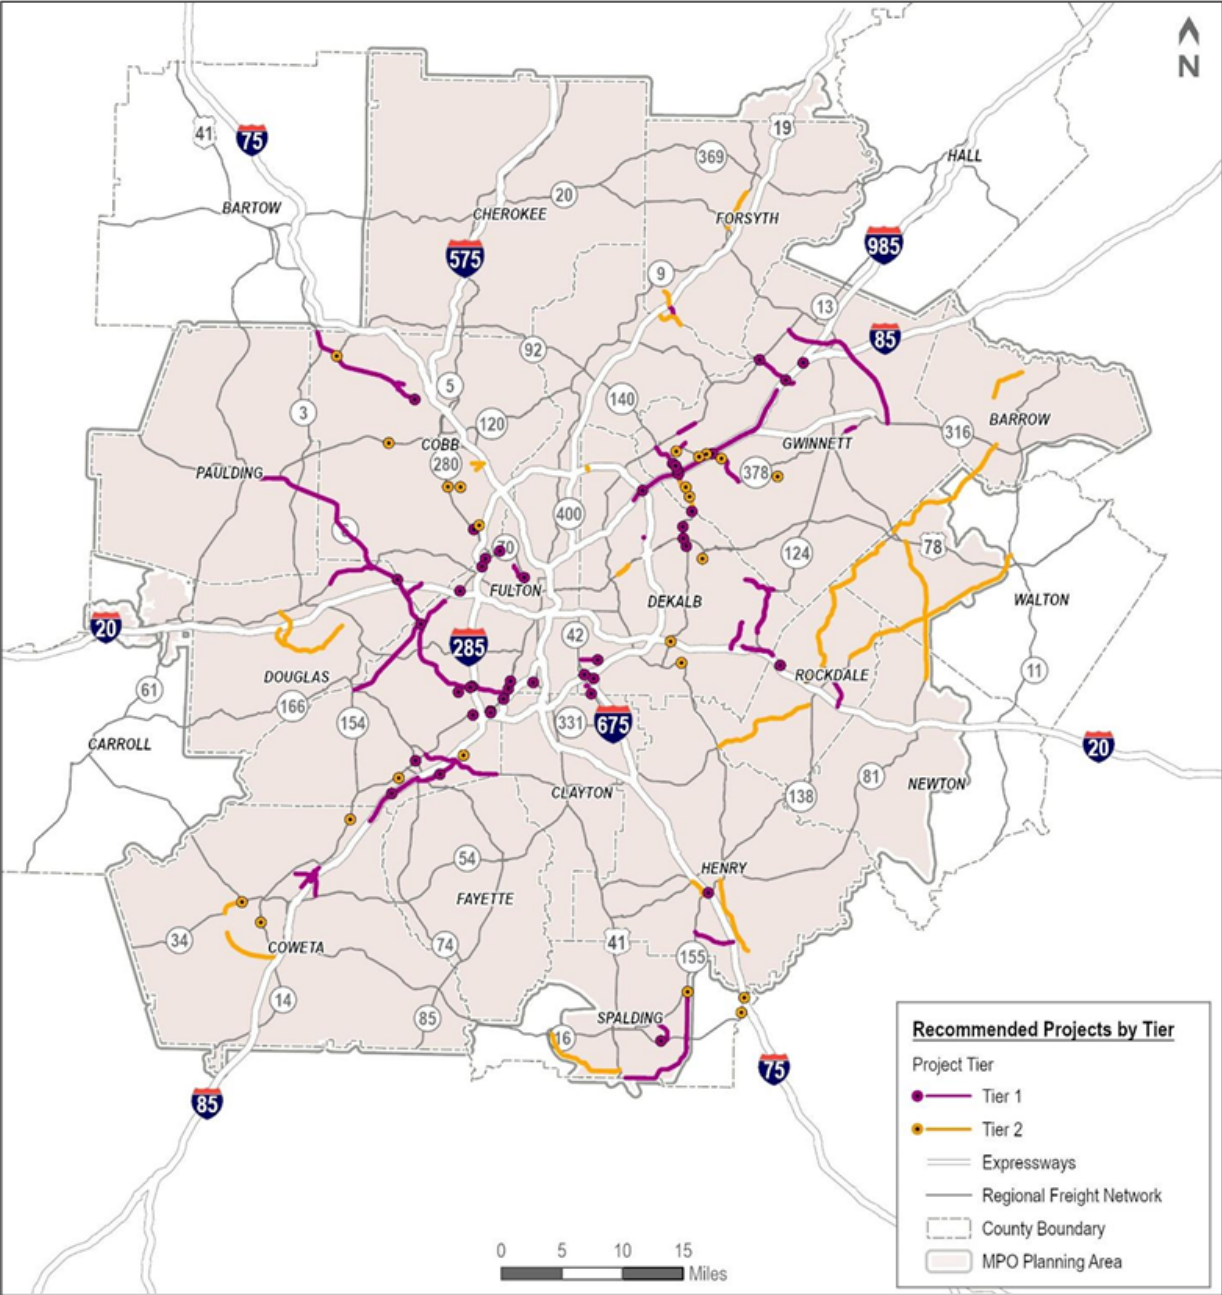 N
19
41
75
369
HALL
20
BARTOW
CHEROKEE
FORSYTH
985
575
9
13
85
92
5
140
3
120
BARROW
316
COBB
GWINNETT
280
PAULDING
378
400
6
78
70
124
FULTON
DEKALB
WALTON
20
42
285
11
DOUGLAS
ROCKDALE
61
166
154
331
675
CARROLL
20
81
NEWTON
CLAYTON
138
54
HENRY
FAYETTE
34
COWETA
74
41
155
14
85
SPALDING
16
75
85
Recommended Projects by Tier
Project Tier
Tier 1
Tier 2
Expressways
Regional Freight Network
County Boundary
MPO Planning Area
0 5 10 15
Miles